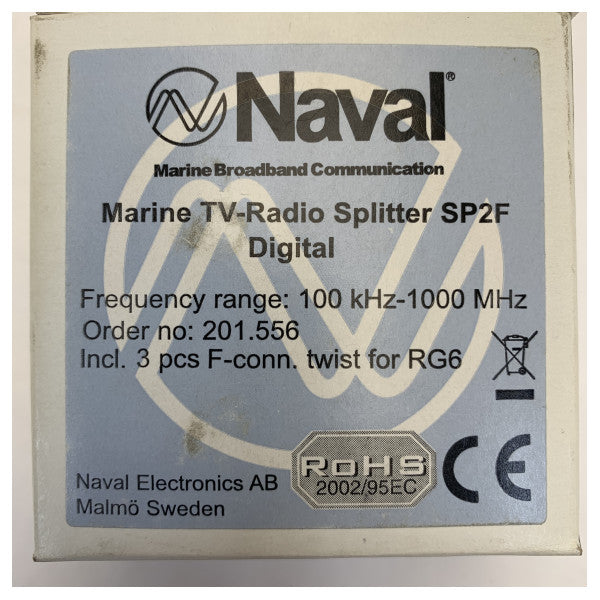 Naval®
Marine Broadband Communication
Marine TV-Radio Splitter SP2F
Digital
Frequency range: 100 kHz-1000 MHz
Order no: 201.556
Incl. 3 pcs F-conn. twist for RG6
RoHS
2002/95EC
CE
Naval Electronics AB
Malmö Sweden